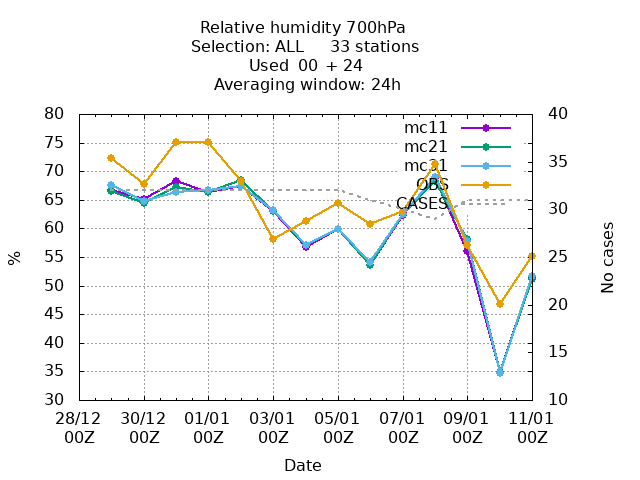 Relative humidity 700hPa
Selection: ALL 33 stations
Used 00 + 24
Averaging window: 24h
80
75
70
65
60
55
50
45
40
35
30
%
40
35
30
25
20
15
10
No cases
mc11
mc21
mc31
OBS
CASES
28/12 30/12 01/01 03/01 05/01 07/01 09/01 11/01
00Z 00Z 00Z 00Z 00Z 00Z 00Z 00Z
Date